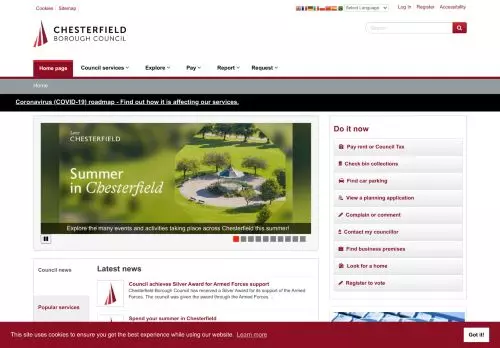 Cookies | Sitemap
Select Language
Log In Register Accessibility
CHESTERFIELD
BOROUGH COUNCIL
Search
Home page
Council services
Explore
Pay
Report
Request
Home
Coronavirus (COVID-19) roadmap - Find out how it is affecting our services.
Love
CHESTERFIELD
Summer
in Chesterfield
Explore the many events and activities taking place across Chesterfield this summer!
Do it now
Pay rent or Council Tax
Check bin collections
Find car parking
View a planning application
Complain or comment
Contact my councillor
Find business premises
Look for a home
Register to vote
Council news
Popular services
Latest news
Council achieves Silver Award for Armed Forces support
Chesterfield Borough Council has received a Silver Award for its support of the Armed
Forces. The council was given the award through the Armed Forces
Spend your summer in Chesterfield
This site uses cookies to ensure you get the best experience while using our website. Learn more
Got it!